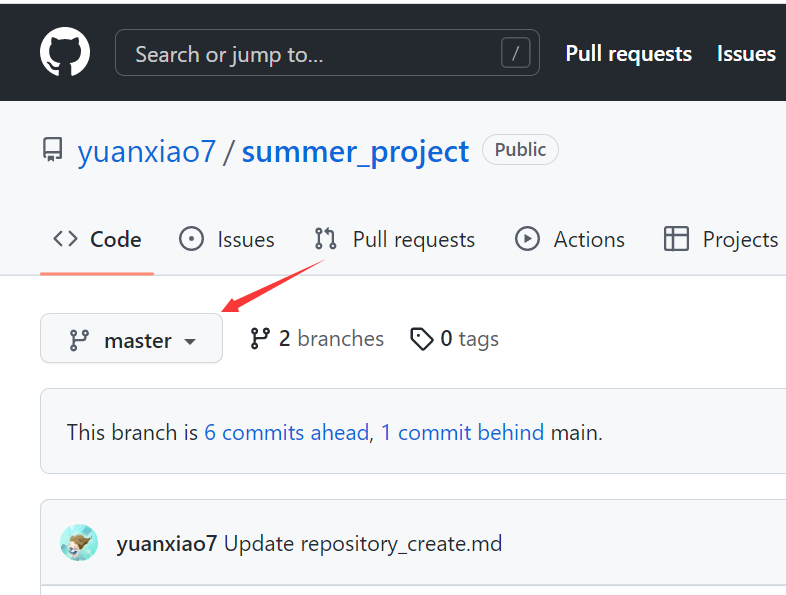 Search or jump to... / Pull requests Issues
yuanxiao7 / summer_project Public
Code Issues Pull requests Actions Projects
master 2 branches 0 tags
This branch is 6 commits ahead, 1 commit behind main.
yuanxiao7 Update repository_create.md